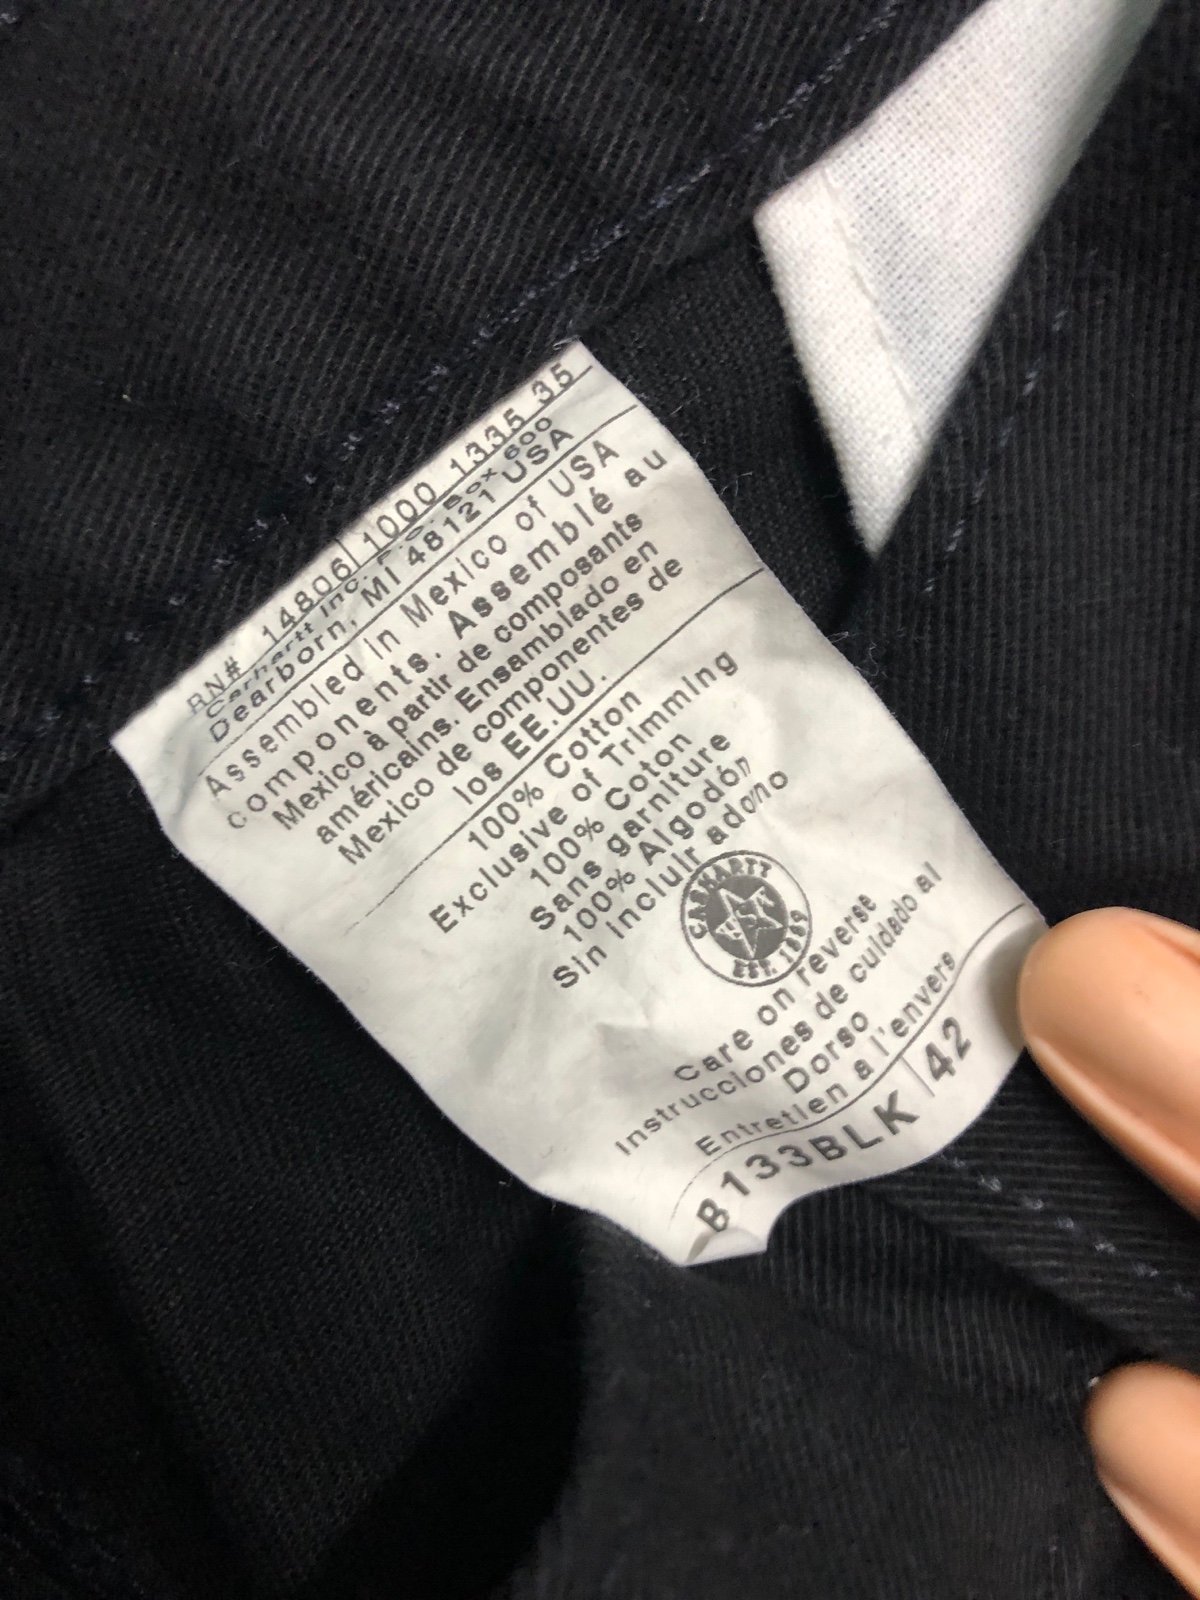 RN# 14806 1000 1335 35
Carhartt Inc. P.O. Box 600
Dearborn, MI 48121 USA
Assembled in Mexico of USA
components. Assemblé au
Mexico à partir de composants
américains. Ensamblado en
Mexico de componentes de
los EE.UU.
100% Cotton
Exclusive of Trimming
100% Coton
Sans garniture
100% Algodón
Sin incluir adorno
CARHARTT
EST. 1889
Care on reverse
Instrucciones de cuidado al
Dorso
Entretien a l'envers
B133BLK 42